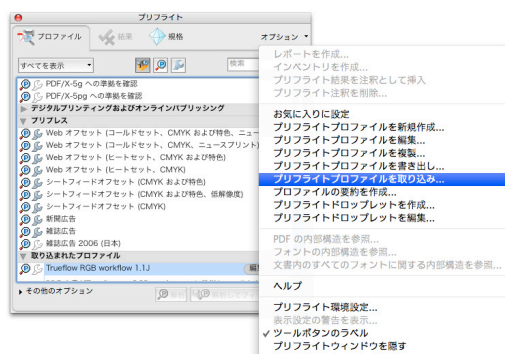 プリフライト
プロファイル
結果
規格
オプション
すべてを表示
検索
PDF/X-5g への準拠を確認
PDF/X-5pg への準拠を確認
デジタルプリンティングおよびオンラインパブリッシング
プリプレス
Web オフセット (コールドセット、CMYK および特色、ニュー
Web オフセット (コールドセット、CMYK、ニュースプリント)
Web オフセット (ヒートセット、CMYK および特色)
Web オフセット (ヒートセット、CMYK)
シートフィードオフセット (CMYK および特色)
シートフィードオフセット (CMYK および特色、低解像度)
シートフィードオフセット (CMYK)
新聞広告
雑誌広告
雑誌広告 2006 (日本)
取り込まれたプロファイル
Trueflow RGB workflow 1.1J
編
その他のオプション
解析
レポートを作成...
インベントリを作成...
プリフライト結果を注釈として挿入
プリフライト注釈を削除...
お気に入りに設定
プリフライトプロファイルを新規作成...
プリフライトプロファイルを編集...
プリフライトプロファイルを複製...
プリフライトプロファイルを書き出し...
プリフライトプロファイルを取り込み...
プロファイルの要約を作成...
プリフライトドロップレットを作成...
プリフライトドロップレットを編集...
PDF の内部構造を参照...
フォントの内部構造を参照...
文書内のすべてのフォントに関する内部構造を参照...
ヘルプ
プリフライト環境設定...
表示設定の警告を表示...
ツールボタンのラベル
プリフライトウィンドウを隠す